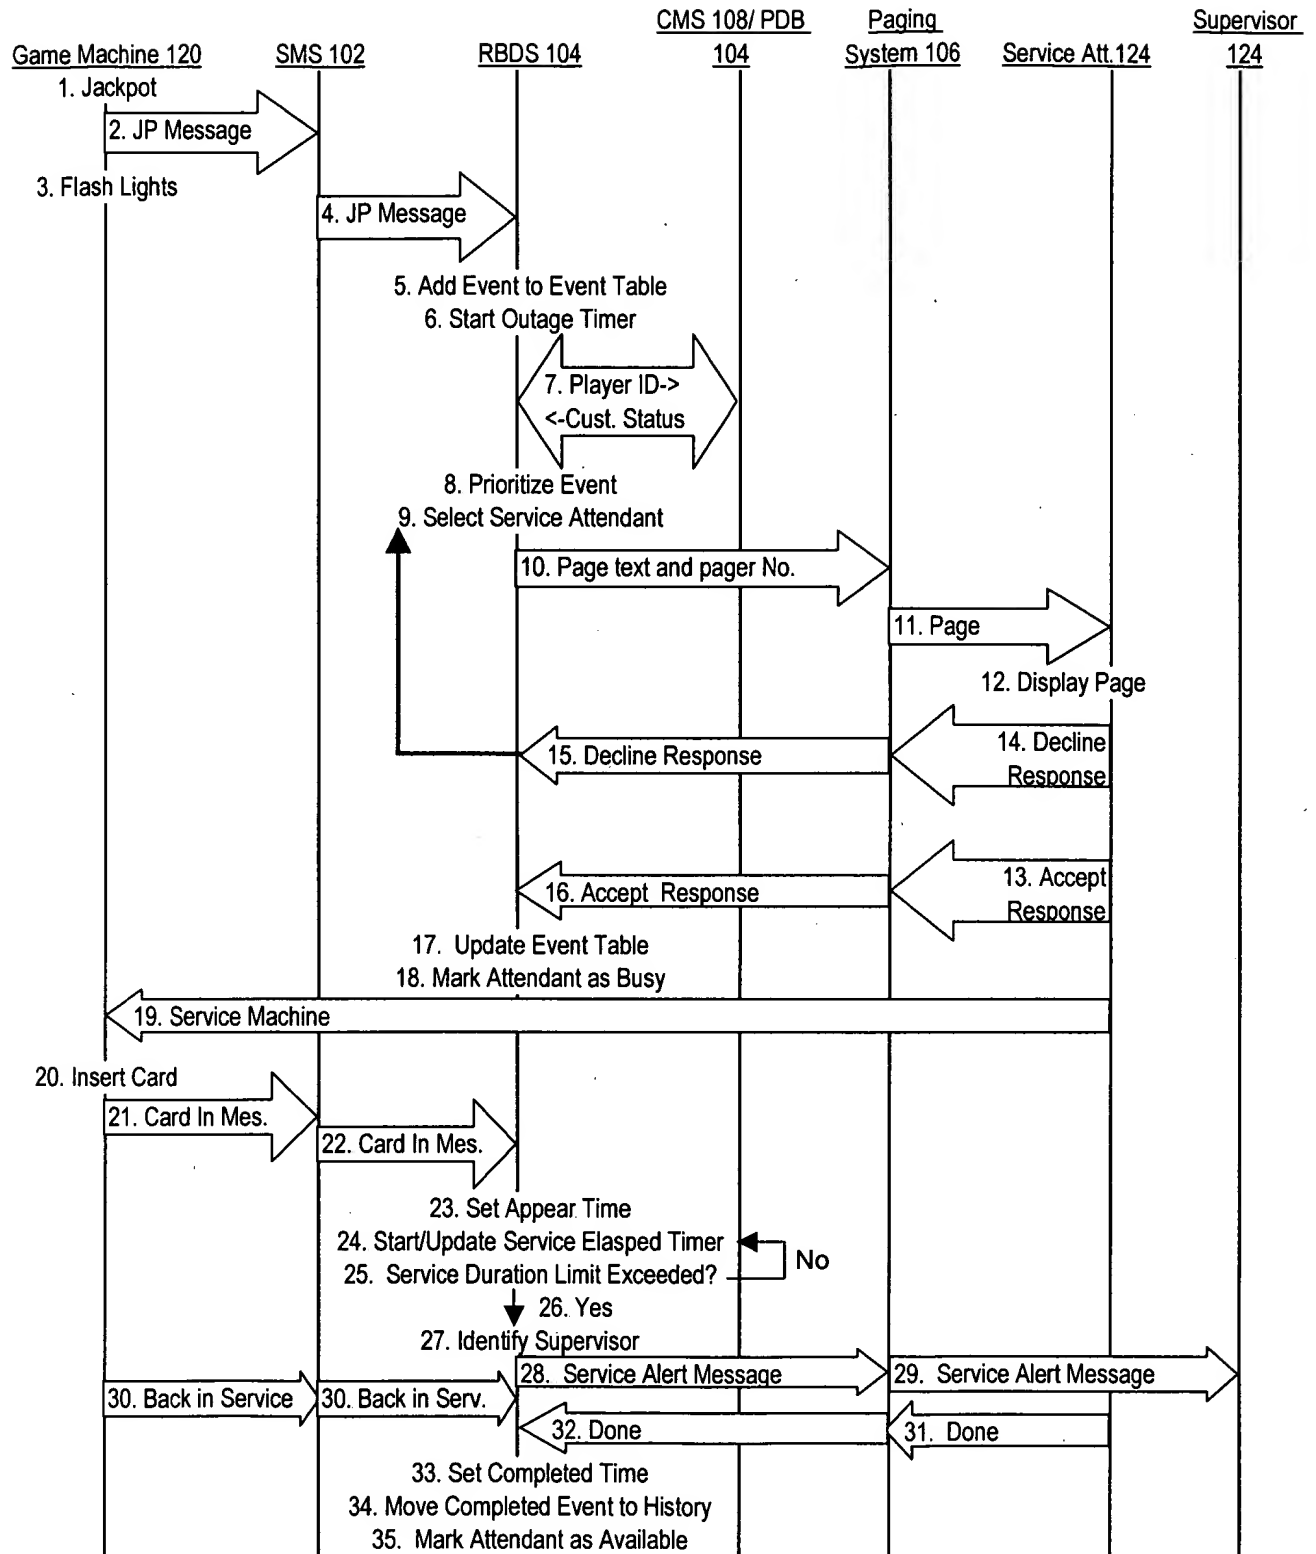 CMS 108/ PDB Paging Supervisor
Game Machine 120 SMS 102 RBDS 104 104 System 106 Service Att.124 124
1. Jackpot
2. JP Message
3. Flash Lights
4. JP Message
5. Add Event to Event Table
6. Start Outage Timer
7. Player ID->
<-Cust. Status
8. Prioritize Event
9. Select Service Attendant
10. Page text and pager No.
11. Page
12. Display Page
15. Decline Response
14. Decline
Response
16. Accept Response
13. Accept
Response
17. Update Event Table
18. Mark Attendant as Busy
19. Service Machine
20. Insert Card
21. Card In Mes.
22. Card In Mes.
23. Set Appear Time
24. Start/Update Service Elasped Timer
No
25. Service Duration Limit Exceeded?
26. Yes
27. Identify Supervisor
28. Service Alert Message
29. Service Alert Message
30. Back in Service
30. Back in Serv.
32. Done
31. Done
33. Set Completed Time
34. Move Completed Event to History
35. Mark Attendant as Available